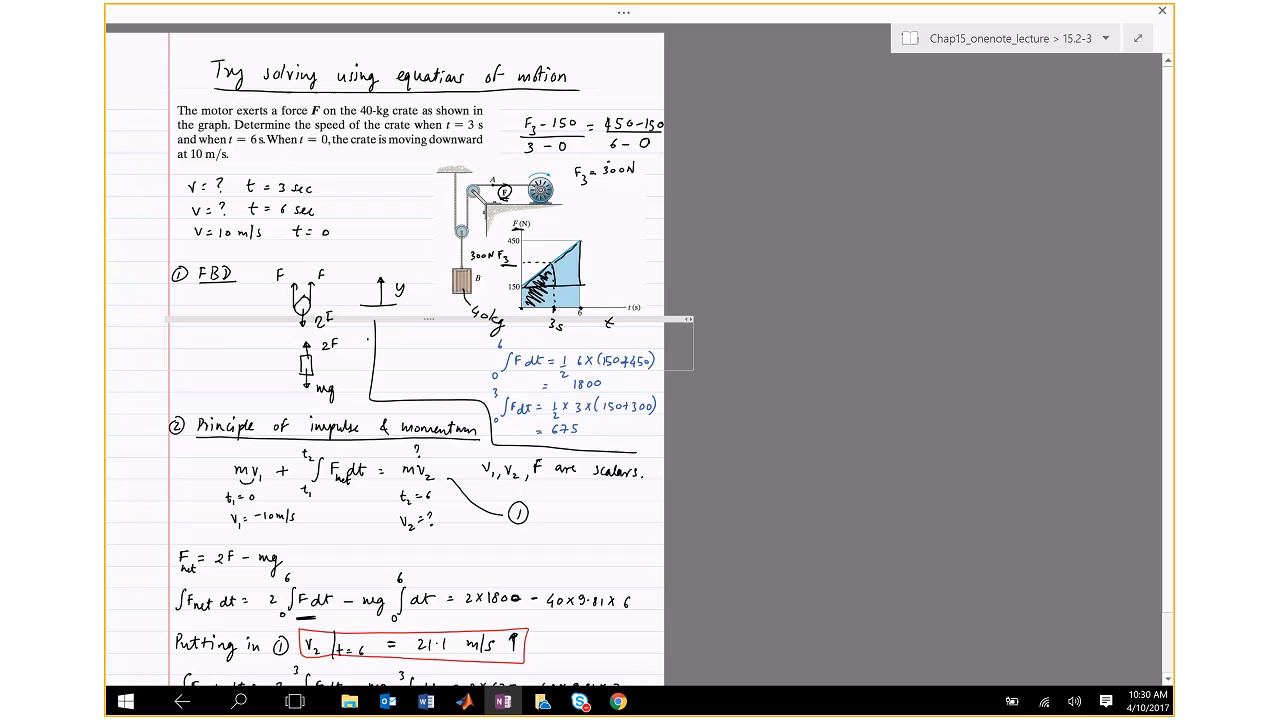 Chap15_onenote_lecture > 15.2-3
Try solving using equations of motion
The motor exerts a force F on the 40-kg crate as shown in
the graph. Determine the speed of the crate when t = 3 s
and when t = 6 s. When t = 0, the crate is moving downward
at 10 m/s.
F3 - 150 / 3 - 0 = 450 - 150 / 6 - 0
F3 = 300N
v = ? t = 3 sec
v = ? t = 6 sec
v = 10 m/s t = 0
A
F
F (N)
450
300N F3
B
150
40kg
3s
6
t (s)
t
① FBD
F F
y
2F
2F
mg
∫₀⁶ F dt = 1/2 6 × (150+450)
= 1800
∫₀³ F dt = 1/2 × 3 × (150+300)
= 675
② Principle of impulse & momentum
?
mv₁ + ∫ₜ₁ᵗ² Fnet dt = mv₂
v₁, v₂, F are scalars.
t₁ = 0 t₂ = 6
v₁ = -10 m/s v₂ = ?
①
Fnet = 2F - mg
∫Fnet dt = 2 ∫₀⁶ F dt - mg ∫₀⁶ dt = 2×1800 - 40×9.81×6
Putting in ① v₂|t=6 = 21.1 m/s ↑
10:30 AM
4/10/2017